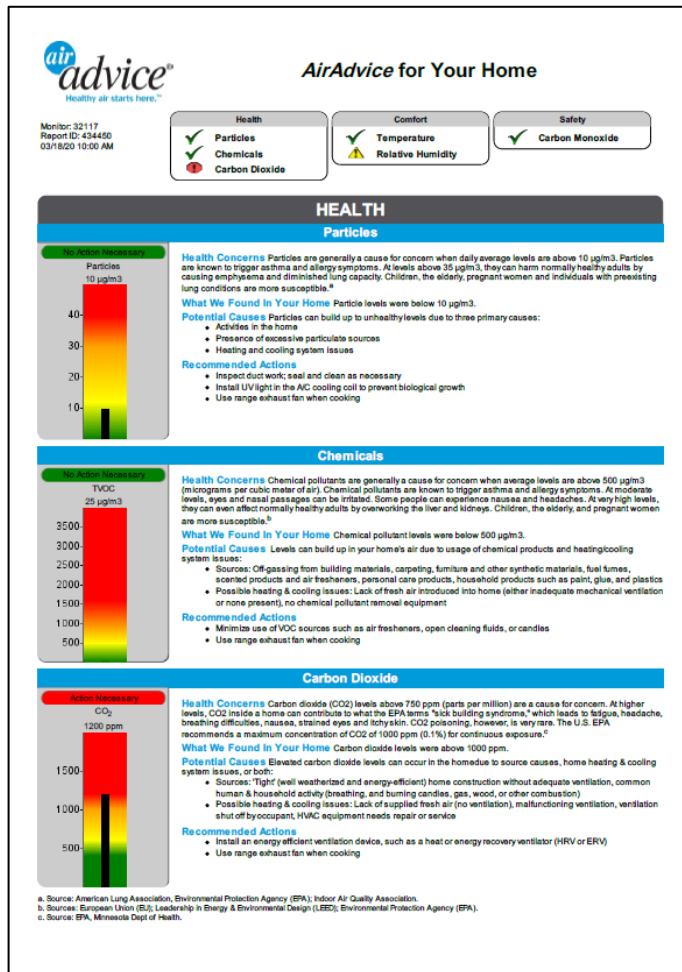 air
advice®
Healthy air starts here.™
AirAdvice for Your Home
Monitor: 32117
Report ID: 434450
03/18/20 10:00 AM
Health
Particles
Chemicals
Carbon Dioxide
Comfort
Temperature
Relative Humidity
Safety
Carbon Monoxide
HEALTH
Particles
No Action Necessary
Particles
10 µg/m3
40
30
20
10
Health Concerns Particles are generally a cause for concern when daily average levels are above 10 µg/m3. Particles
are known to trigger asthma and allergy symptoms. At levels above 35 µg/m3, they can harm normally healthy adults by
causing emphysema and diminished lung capacity. Children, the elderly, pregnant women and individuals with preexisting
lung conditions are more susceptible.a
What We Found In Your Home Particle levels were below 10 µg/m3.
Potential Causes Particles can build up to unhealthy levels due to three primary causes:
• Activities in the home
• Presence of excessive particulate sources
• Heating and cooling system issues
Recommended Actions
• Inspect duct work; seal and clean as necessary
• Install UV light in the A/C cooling coil to prevent biological growth
• Use range exhaust fan when cooking
Chemicals
No Action Necessary
TVOC
25 µg/m3
3500
3000
2500
2000
1500
1000
500
Health Concerns Chemical pollutants are generally a cause for concern when average levels are above 500 µg/m3
(micrograms per cubic meter of air). Chemical pollutants are known to trigger asthma and allergy symptoms. At moderate
levels, eyes and nasal passages can be irritated. Some people can experience nausea and headaches. At very high levels,
they can even affect normally healthy adults by overworking the liver and kidneys. Children, the elderly, and pregnant women
are more susceptible.b
What We Found In Your Home Chemical pollutant levels were below 500 µg/m3.
Potential Causes Levels can build up in your home's air due to usage of chemical products and heating/cooling
system issues:
• Sources: Off-gassing from building materials, carpeting, furniture and other synthetic materials, fuel fumes,
scented products and air fresheners, personal care products, household products such as paint, glue, and plastics
• Possible heating & cooling issues: Lack of fresh air introduced into home (either inadequate mechanical ventilation
or none present), no chemical pollutant removal equipment
Recommended Actions
• Minimize use of VOC sources such as air fresheners, open cleaning fluids, or candles
• Use range exhaust fan when cooking
Carbon Dioxide
Action Necessary
CO2
1200 ppm
1500
1000
500
Health Concerns Carbon dioxide (CO2) levels above 750 ppm (parts per million) are a cause for concern. At higher
levels, CO2 inside a home can contribute to what the EPA terms "sick building syndrome," which leads to fatigue, headache,
breathing difficulties, nausea, strained eyes and itchy skin. CO2 poisoning, however, is very rare. The U.S. EPA
recommends a maximum concentration of CO2 of 1000 ppm (0.1%) for continuous exposure.c
What We Found In Your Home Carbon dioxide levels were above 1000 ppm.
Potential Causes Elevated carbon dioxide levels can occur in the homedue to source causes, home heating & cooling
system issues, or both:
• Sources: 'Tight' (well weatherized and energy-efficient) home construction without adequate ventilation, common
human & household activity (breathing, and burning candles, gas, wood, or other combustion)
• Possible heating & cooling issues: Lack of supplied fresh air (no ventilation), malfunctioning ventilation, ventilation
shut off by occupant, HVAC equipment needs repair or service
Recommended Actions
• Install an energy efficient ventilation device, such as a heat or energy recovery ventilator (HRV or ERV)
• Use range exhaust fan when cooking
a. Source: American Lung Association, Environmental Protection Agency (EPA); Indoor Air Quality Association.
b. Sources: European Union (EU); Leadership in Energy & Environmental Design (LEED); Environmental Protection Agency (EPA).
c. Source: EPA, Minnesota Dept of Health.